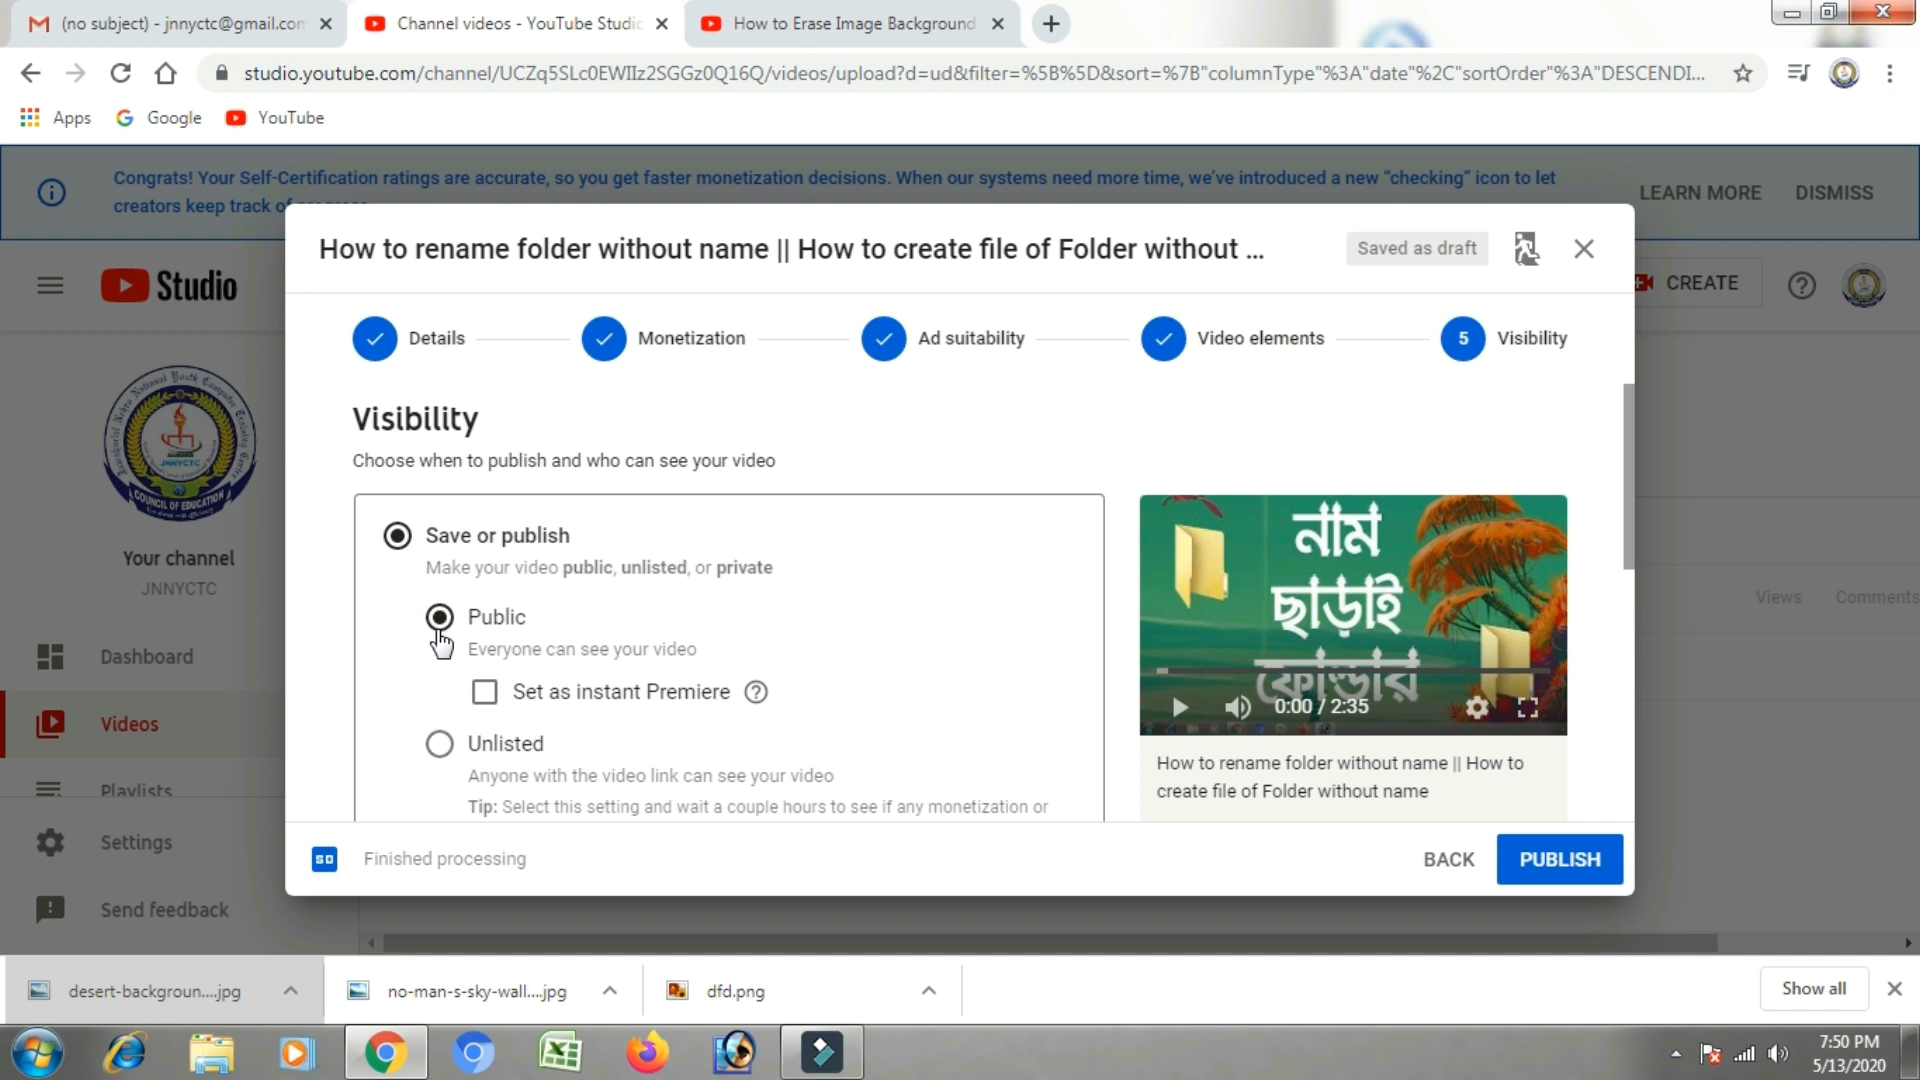 (no subject) - jnnyctc@gmail.com
Channel videos - YouTube Studio
How to Erase Image Background
studio.youtube.com/channel/UCZq5SLc0EWIIz2SGGz0Q16Q/videos/upload?d=ud&filter=%5B%5D&sort=%7B"columnType"%3A"date"%2C"sortOrder"%3A"DESCENDI...
Apps Google YouTube
Congrats! Your Self-Certification ratings are accurate, so you get faster monetization decisions. When our systems need more time, we've introduced a new “checking” icon to let
creators keep track of
LEARN MORE DISMISS
How to rename folder without name || How to create file of Folder without ...
Saved as draft
Studio
CREATE
Details Monetization Ad suitability Video elements 5 Visibility
Visibility
Choose when to publish and who can see your video
Save or publish
Make your video public, unlisted, or private
Public
Everyone can see your video
Set as instant Premiere
Unlisted
Anyone with the video link can see your video
Tip: Select this setting and wait a couple hours to see if any monetization or
নাম
ছাড়াই
ফোল্ডার
0:00 / 2:35
How to rename folder without name || How to
create file of Folder without name
JNNYCTC
COUNCIL OF EDUCATION
Your channel
JNNYCTC
Dashboard
Videos
Playlists
Settings
Send feedback
Views Comments
SD Finished processing
BACK PUBLISH
desert-backgroun....jpg
no-man-s-sky-wall....jpg
dfd.png
Show all
7:50 PM
5/13/2020